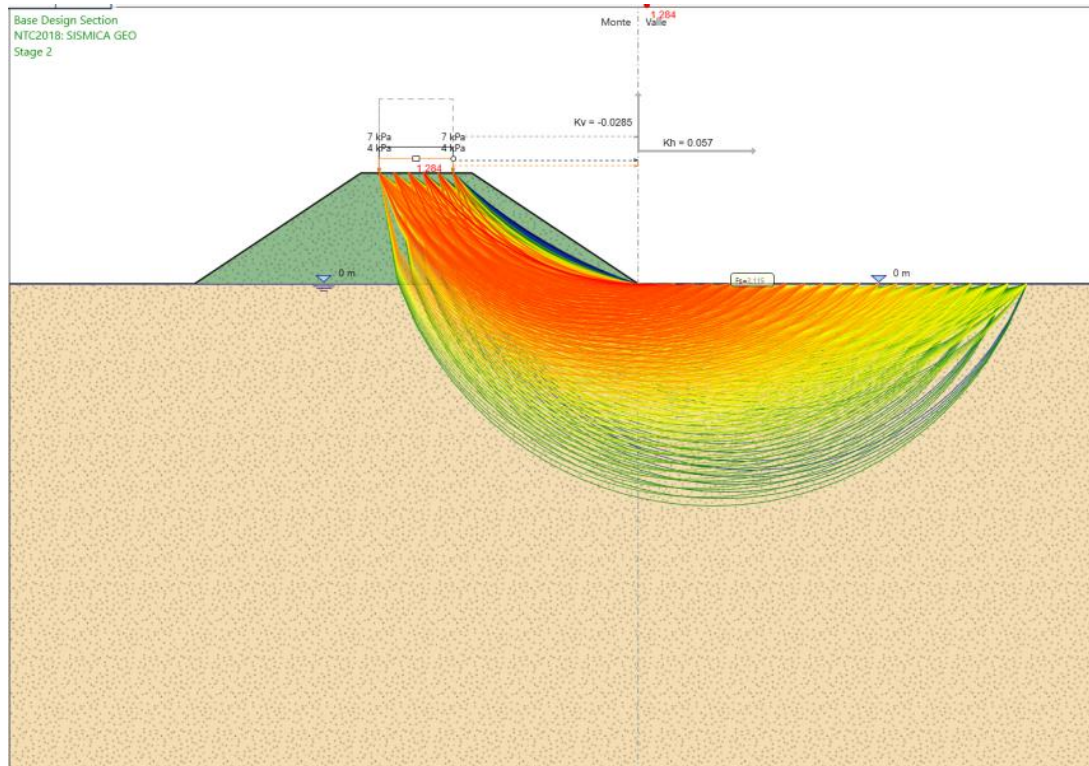 Base Design Section
NTC2018: SISMICA GEO
Stage 2
1,284
Monte
Valle
Kv = -0.0285
Kh = 0.057
7 kPa
7 kPa
4 kPa
4 kPa
1,284
0 m
0 m